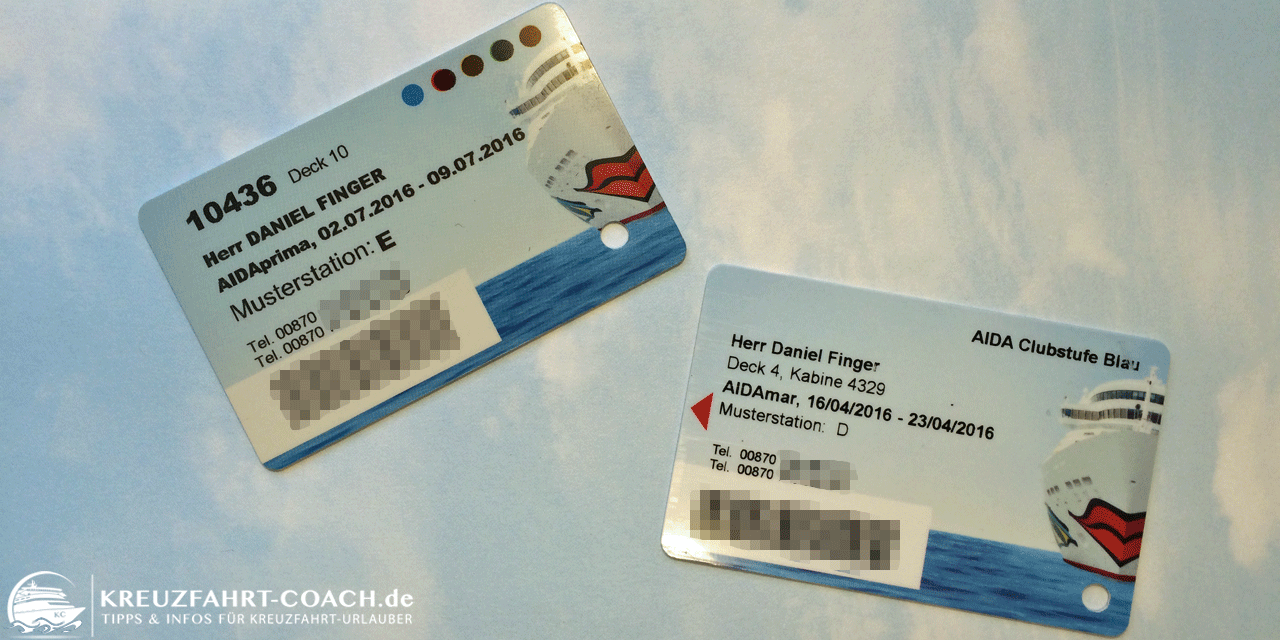 10436 Deck 10
Herr DANIEL FINGER
AIDAprima, 02.07.2016 - 09.07.2016
Musterstation: E
Tel. 00870
Tel. 00870
AIDA Clubstufe Blau
Herr Daniel Finger
Deck 4, Kabine 4329
AIDAmar, 16/04/2016 - 23/04/2016
Musterstation: D
Tel. 00870
Tel. 00870
K.C
KREUZFAHRT-COACH.de
TIPPS & INFOS FÜR KREUZFAHRT-URLAUBER